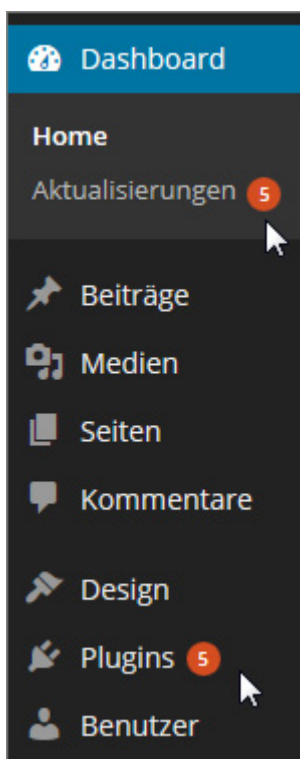 Dashboard
Home
Aktualisierungen 5
Beiträge
Medien
Seiten
Kommentare
Design
Plugins 5
Benutzer